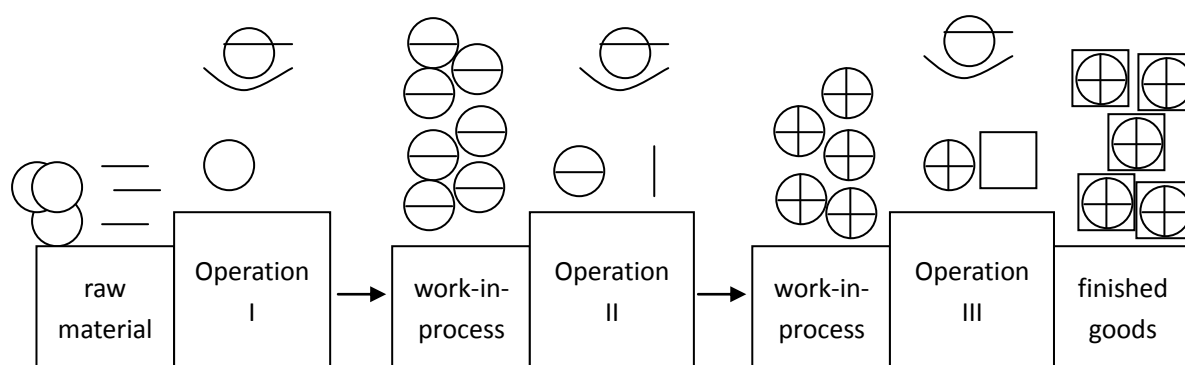 raw
material
Operation
I
work-in-
process
Operation
II
work-in-
process
Operation
III
finished
goods